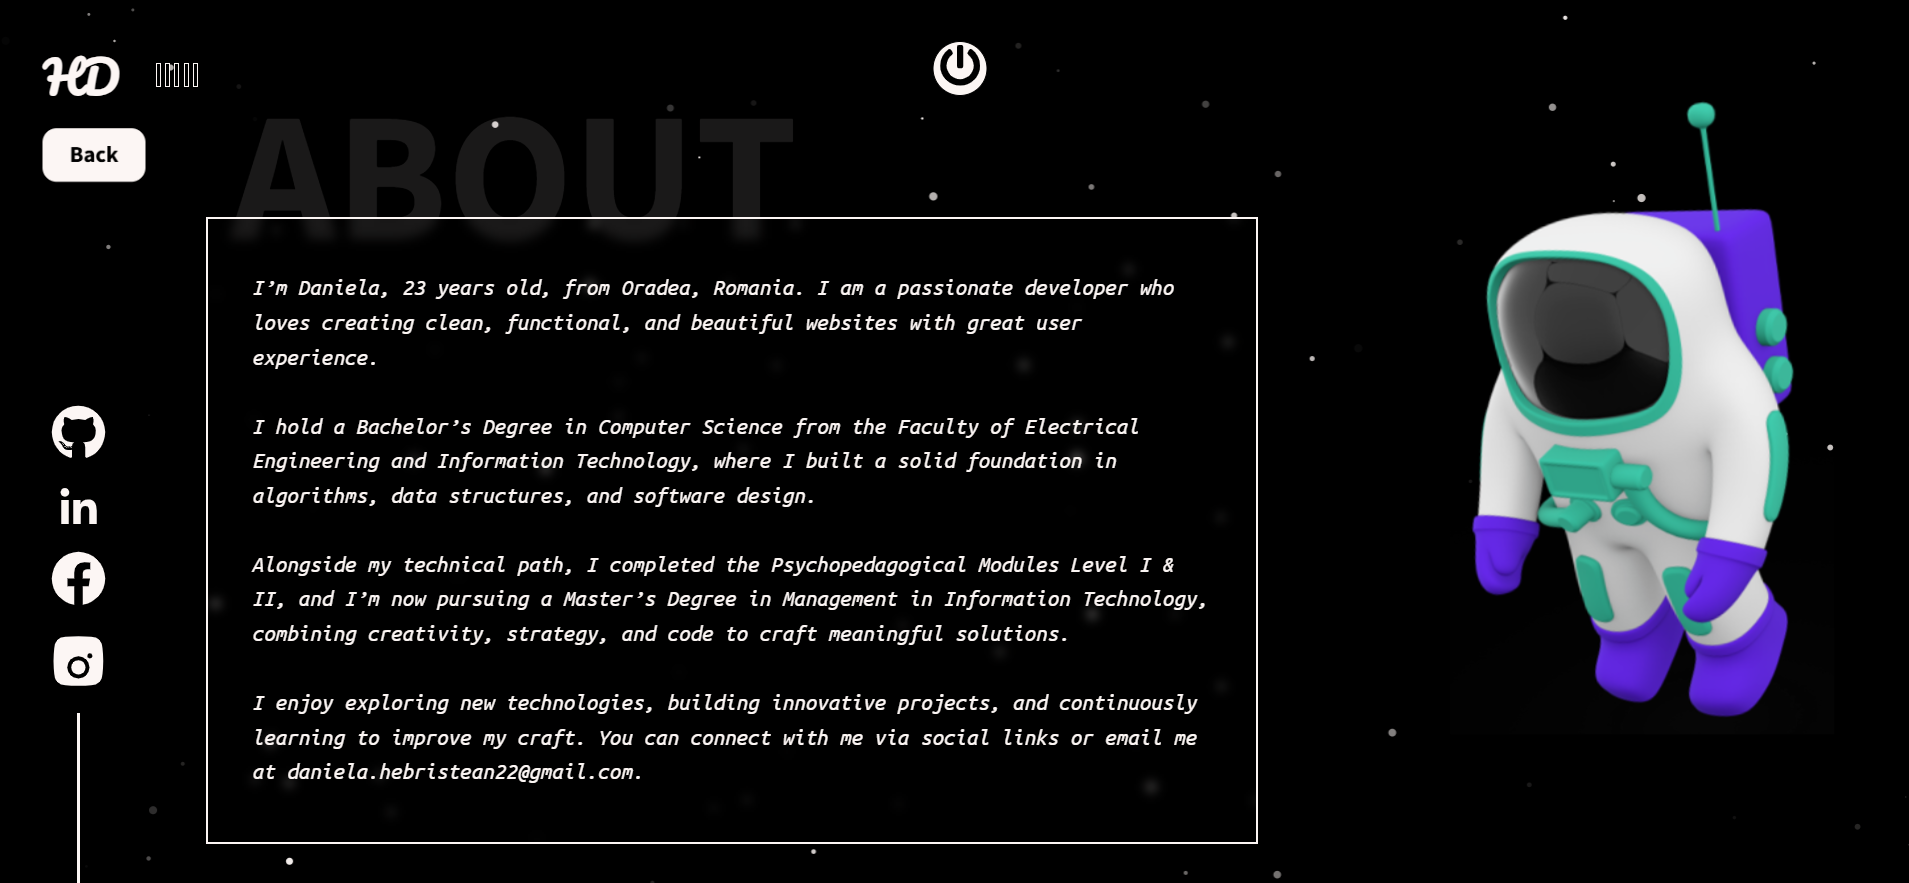 HD
Back
ABOUT
I’m Daniela, 23 years old, from Oradea, Romania. I am a passionate developer who
loves creating clean, functional, and beautiful websites with great user
experience.
I hold a Bachelor’s Degree in Computer Science from the Faculty of Electrical
Engineering and Information Technology, where I built a solid foundation in
algorithms, data structures, and software design.
Alongside my technical path, I completed the Psychopedagogical Modules Level I &
II, and I’m now pursuing a Master’s Degree in Management in Information Technology,
combining creativity, strategy, and code to craft meaningful solutions.
I enjoy exploring new technologies, building innovative projects, and continuously
learning to improve my craft. You can connect with me via social links or email me
at daniela.hebristean22@gmail.com.
in